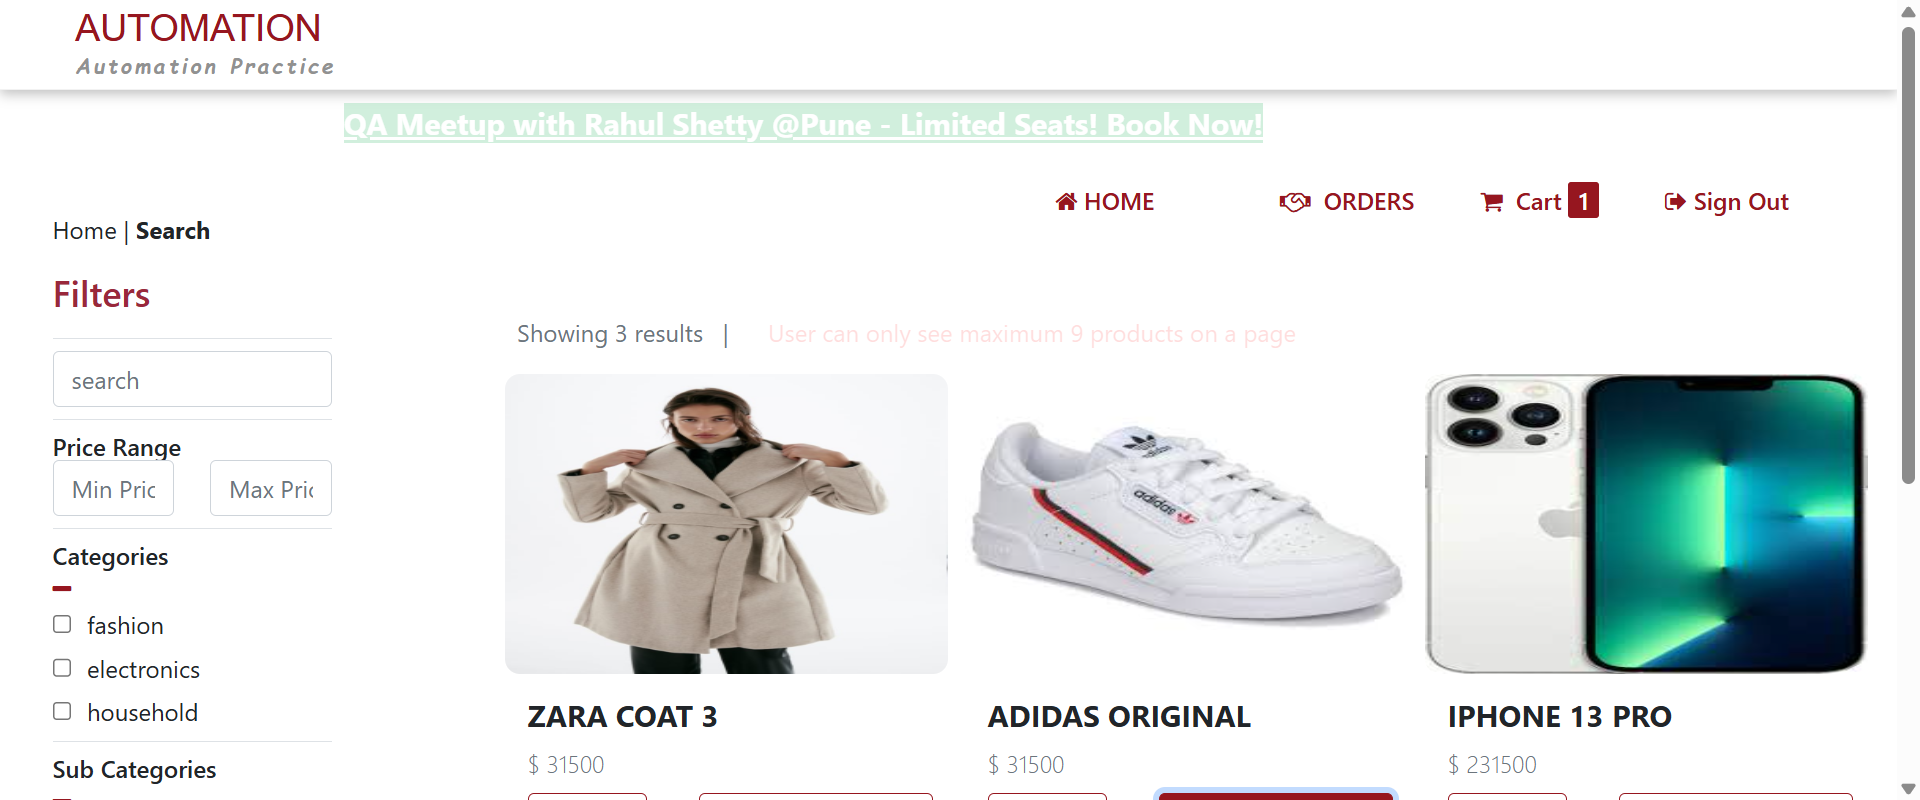 AUTOMATION
Automation Practice
QA Meetup with Rahul Shetty @Pune - Limited Seats! Book Now!
HOME
ORDERS
Cart 1
Sign Out
Home | Search
Filters
search
Price Range
Min Pric
Max Pric
Categories
fashion
electronics
household
Sub Categories
Showing 3 results |
User can only see maximum 9 products on a page
adidas
adidas
ZARA COAT 3
$ 31500
ADIDAS ORIGINAL
$ 31500
IPHONE 13 PRO
$ 231500